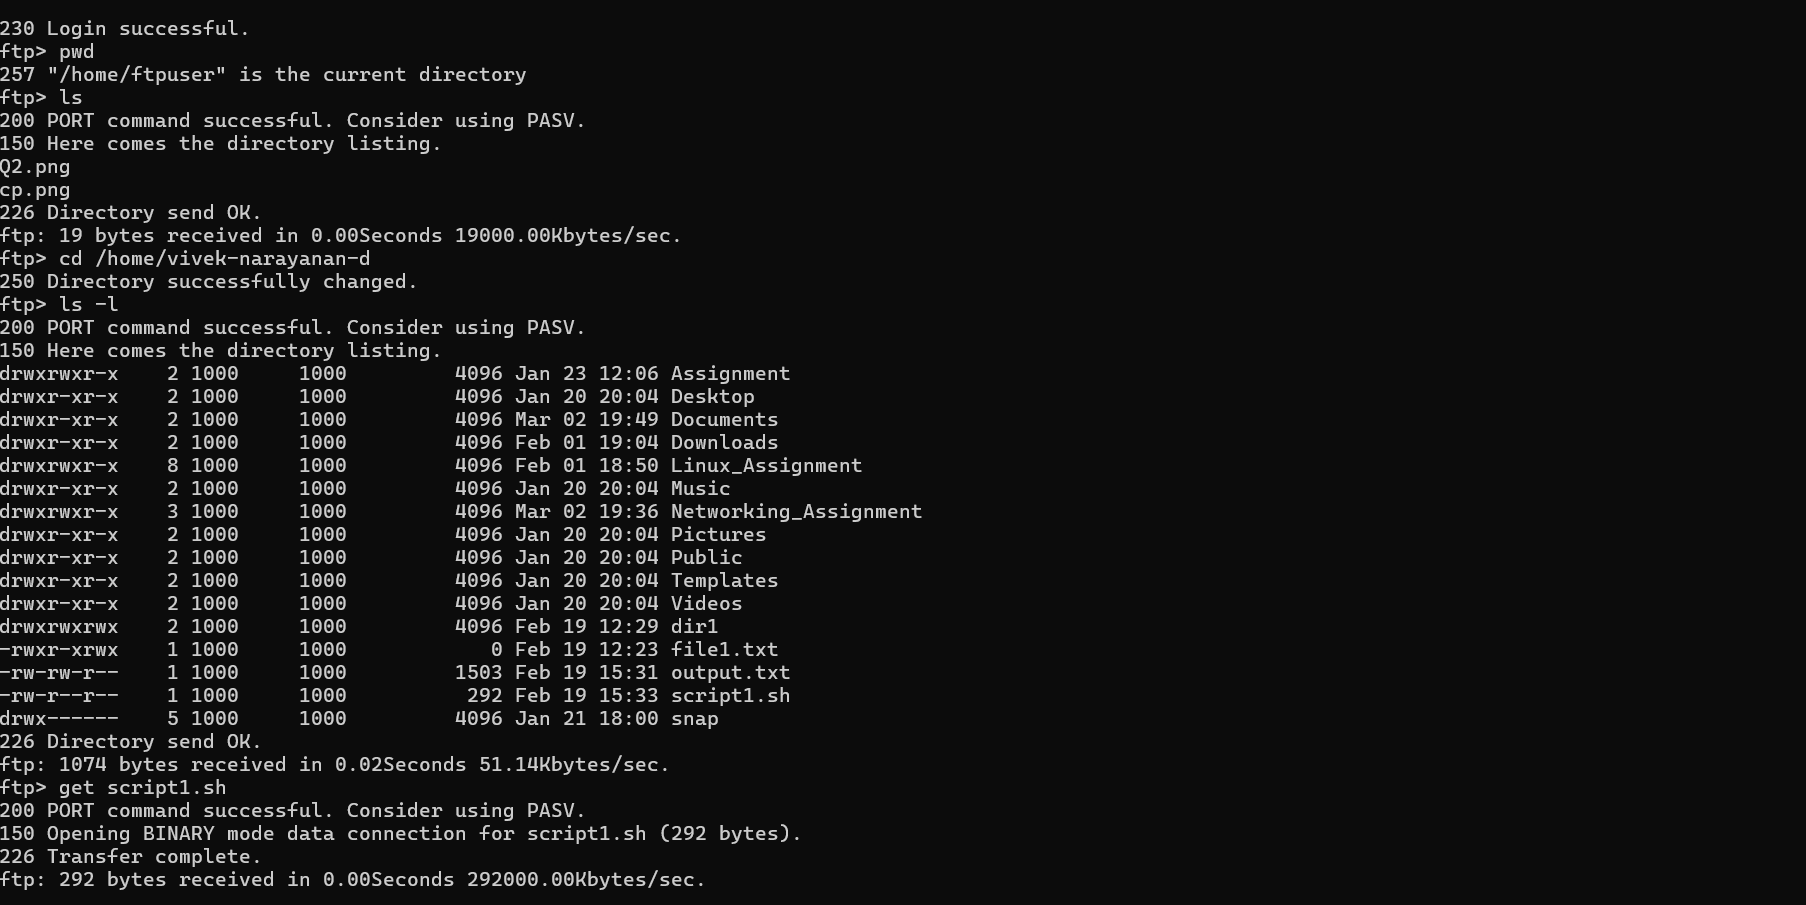 230 Login successful.
ftp> pwd
257 "/home/ftpuser" is the current directory
ftp> ls
200 PORT command successful. Consider using PASV.
150 Here comes the directory listing.
Q2.png
cp.png
226 Directory send OK.
ftp: 19 bytes received in 0.00Seconds 19000.00Kbytes/sec.
ftp> cd /home/vivek-narayanan-d
250 Directory successfully changed.
ftp> ls -l
200 PORT command successful. Consider using PASV.
150 Here comes the directory listing.
drwxrwxr-x    2 1000     1000         4096 Jan 23 12:06 Assignment
drwxr-xr-x    2 1000     1000         4096 Jan 20 20:04 Desktop
drwxr-xr-x    2 1000     1000         4096 Mar 02 19:49 Documents
drwxr-xr-x    2 1000     1000         4096 Feb 01 19:04 Downloads
drwxrwxr-x    8 1000     1000         4096 Feb 01 18:50 Linux_Assignment
drwxr-xr-x    2 1000     1000         4096 Jan 20 20:04 Music
drwxrwxr-x    3 1000     1000         4096 Mar 02 19:36 Networking_Assignment
drwxr-xr-x    2 1000     1000         4096 Jan 20 20:04 Pictures
drwxr-xr-x    2 1000     1000         4096 Jan 20 20:04 Public
drwxr-xr-x    2 1000     1000         4096 Jan 20 20:04 Templates
drwxr-xr-x    2 1000     1000         4096 Jan 20 20:04 Videos
drwxrwxrwx    2 1000     1000         4096 Feb 19 12:29 dir1
-rwxr-xrwx    1 1000     1000            0 Feb 19 12:23 file1.txt
-rw-rw-r--    1 1000     1000         1503 Feb 19 15:31 output.txt
-rw-r--r--    1 1000     1000          292 Feb 19 15:33 script1.sh
drwx------    5 1000     1000         4096 Jan 21 18:00 snap
226 Directory send OK.
ftp: 1074 bytes received in 0.02Seconds 51.14Kbytes/sec.
ftp> get script1.sh
200 PORT command successful. Consider using PASV.
150 Opening BINARY mode data connection for script1.sh (292 bytes).
226 Transfer complete.
ftp: 292 bytes received in 0.00Seconds 292000.00Kbytes/sec.